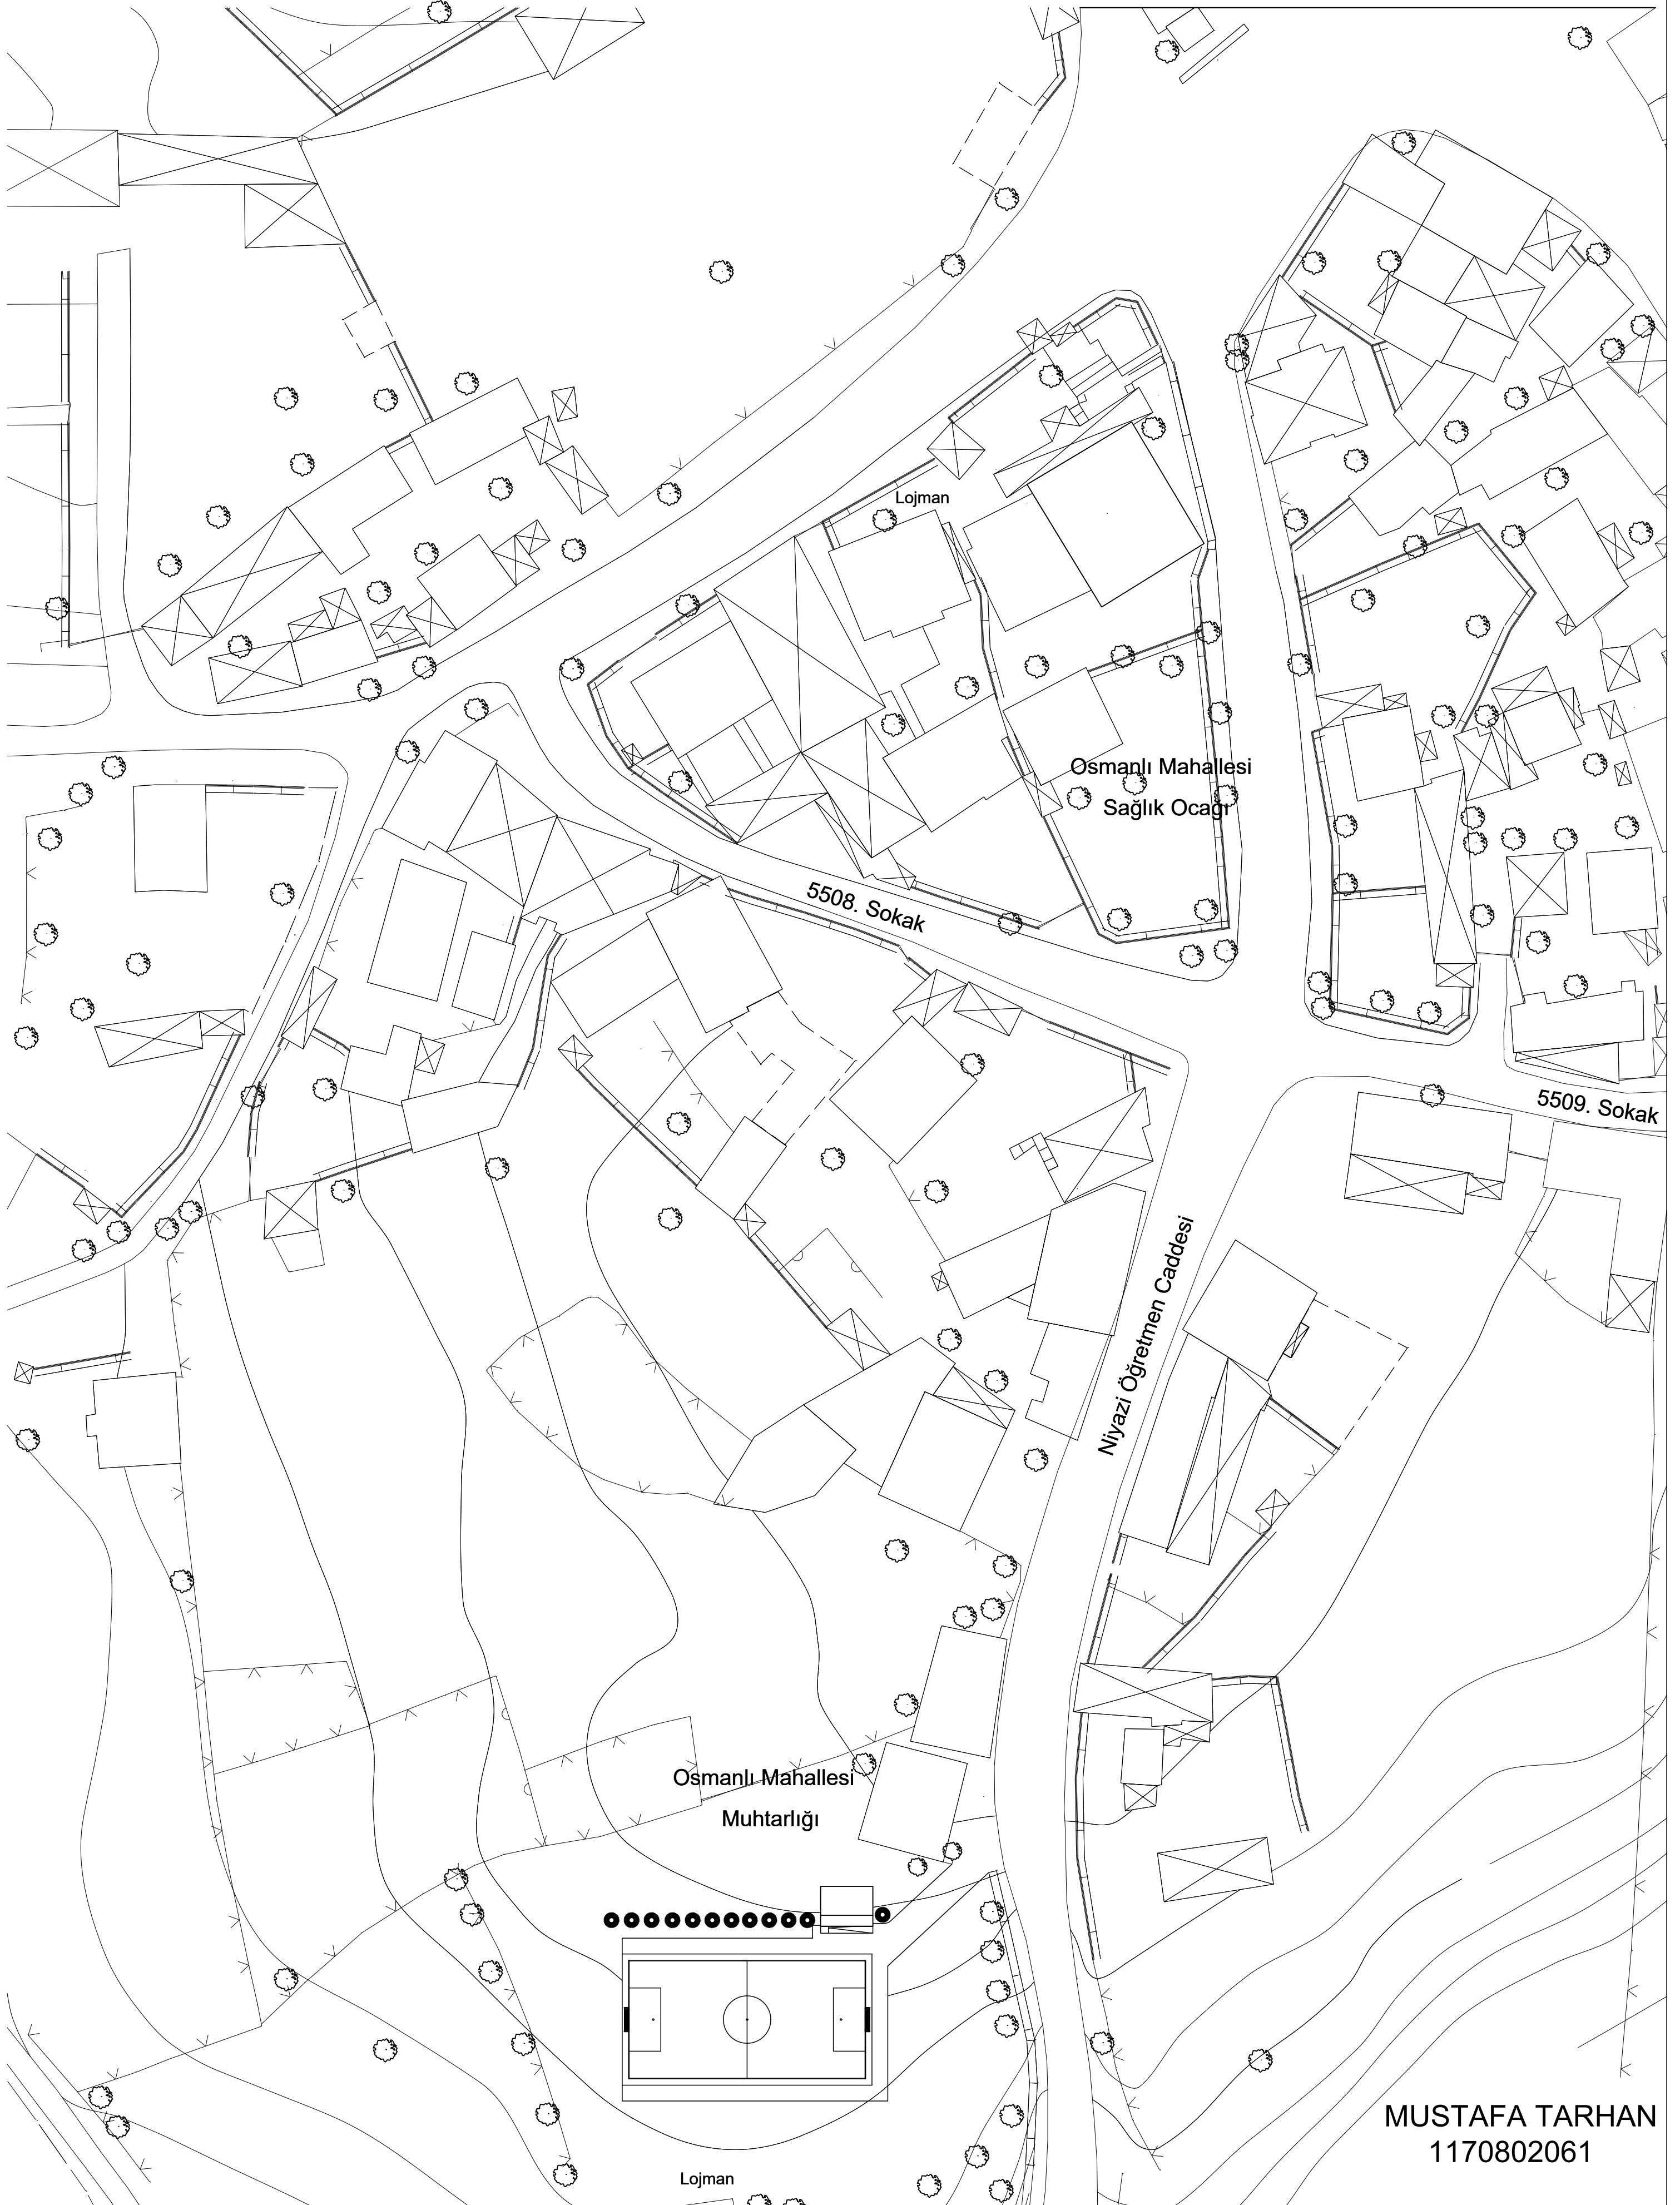 Lojman
Osmanlı Mahallesi
Sağlık Ocağı
5508. Sokak
5509. Sokak
Niyazi Öğretmen Caddesi
Osmanlı Mahallesi
Muhtarlığı
MUSTAFA TARHAN
1170802061
Lojman